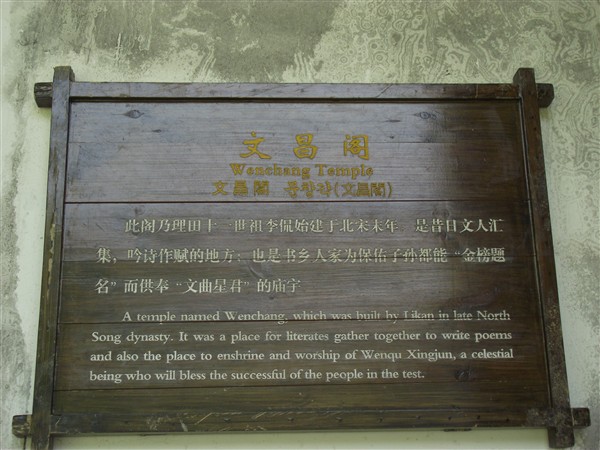 文昌阁
Wenchang Temple
文昌閣 문창각(文昌閣)
此阁乃理田十三世祖李侃始建于北宋末年 是昔日文人汇
集，吟诗作赋的地方；也是书乡人家为保佑子孙都能“金榜题
名”而供奉“文曲星君”的庙宇
A temple named Wenchang, which was built by Likan in late North
Song dynasty. It was a place for literates gather together to write poems
and also the place to enshrine and worship of Wenqu Xingjun, a celestial
being who will bless the successful of the people in the test.